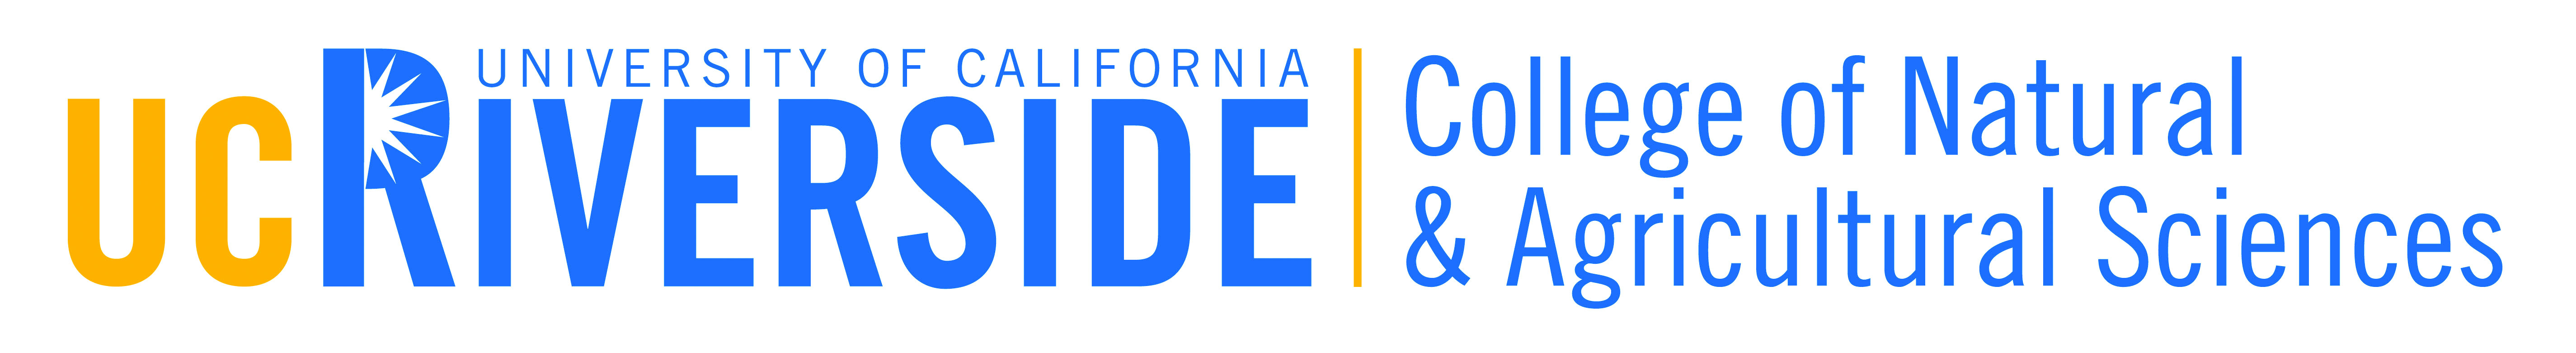 UNIVERSITY OF CALIFORNIA
UCRIVERSIDE
College of Natural
& Agricultural Sciences